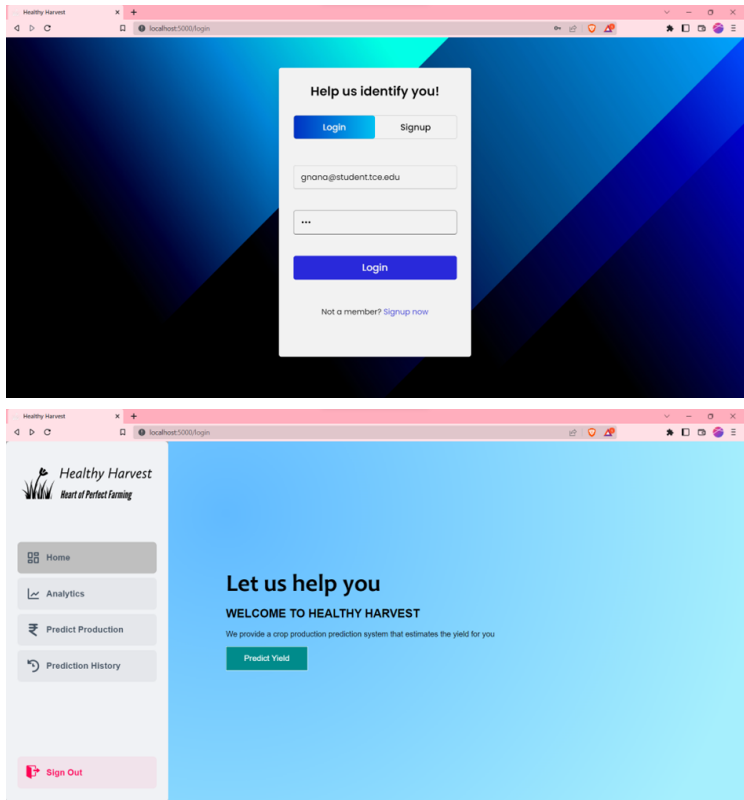 Healthy Harvest
localhost:5000/login
Help us identify you!
Login Signup
gnana@student.tce.edu
•••
Login
Not a member? Signup now
Healthy Harvest
localhost:5000/login
Healthy Harvest
Heart of Perfect Farming
Home
Analytics
Predict Production
Prediction History
Sign Out
Let us help you
WELCOME TO HEALTHY HARVEST
We provide a crop production prediction system that estimates the yield for you
Predict Yield